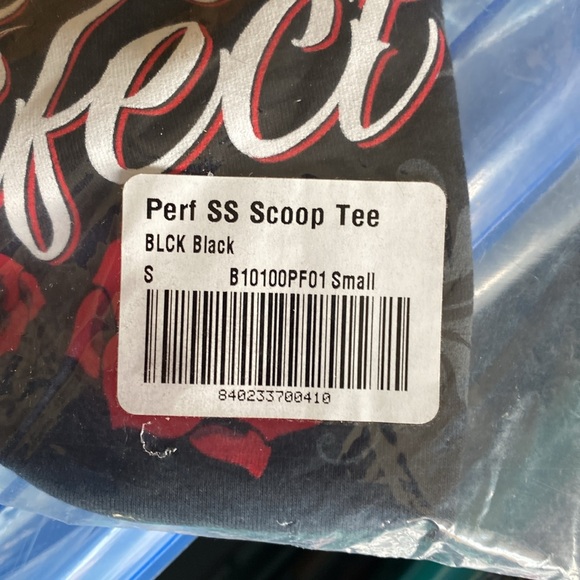 fect
Perf SS Scoop Tee
BLCK Black
S B10100PF01 Small
840233700410